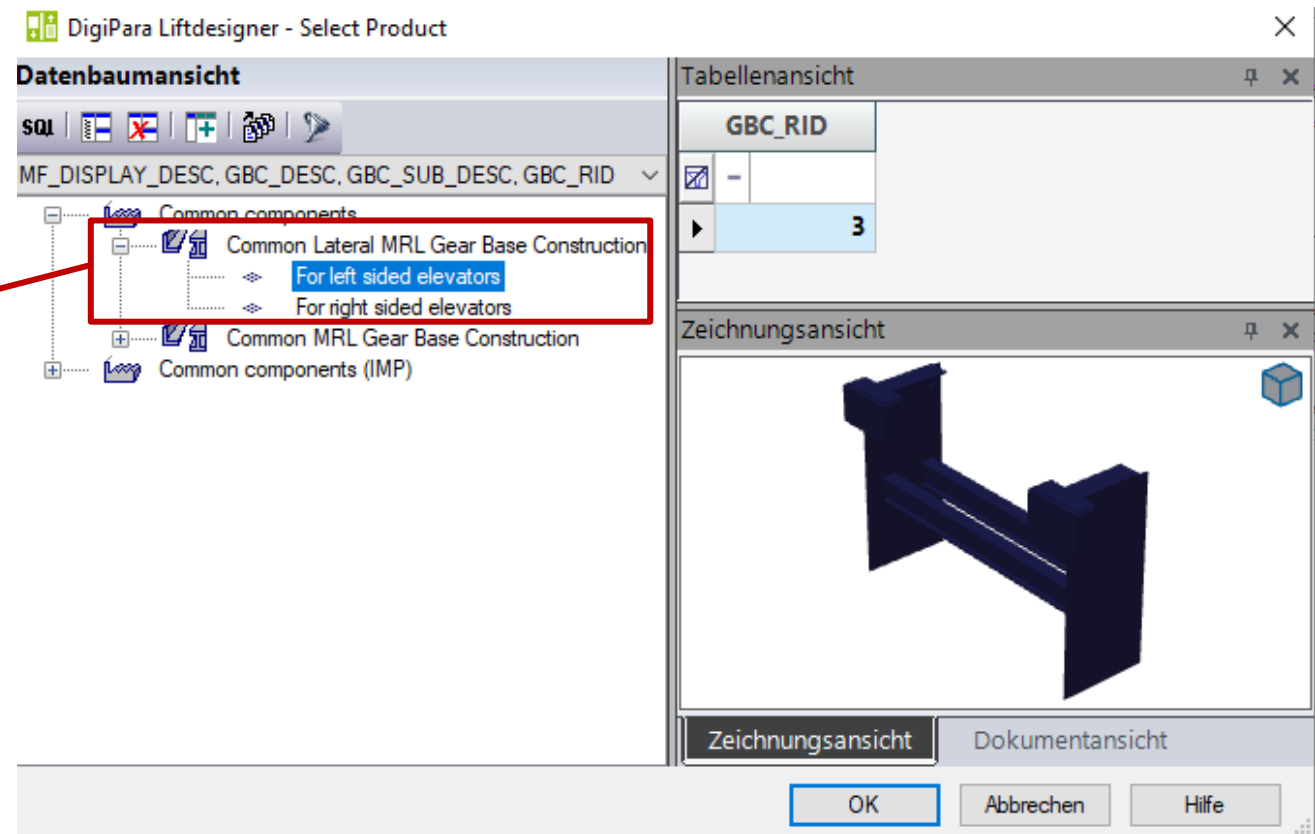 DigiPara Liftdesigner - Select Product
Datenbaumansicht
SQL
MF_DISPLAY_DESC, GBC_DESC, GBC_SUB_DESC, GBC_RID
Common components
Common Lateral MRL Gear Base Construction
For left sided elevators
For right sided elevators
Common MRL Gear Base Construction
Common components (IMP)
Tabellenansicht
GBC_RID
3
Zeichnungsansicht
Zeichnungsansicht Dokumentansicht
OK Abbrechen Hilfe